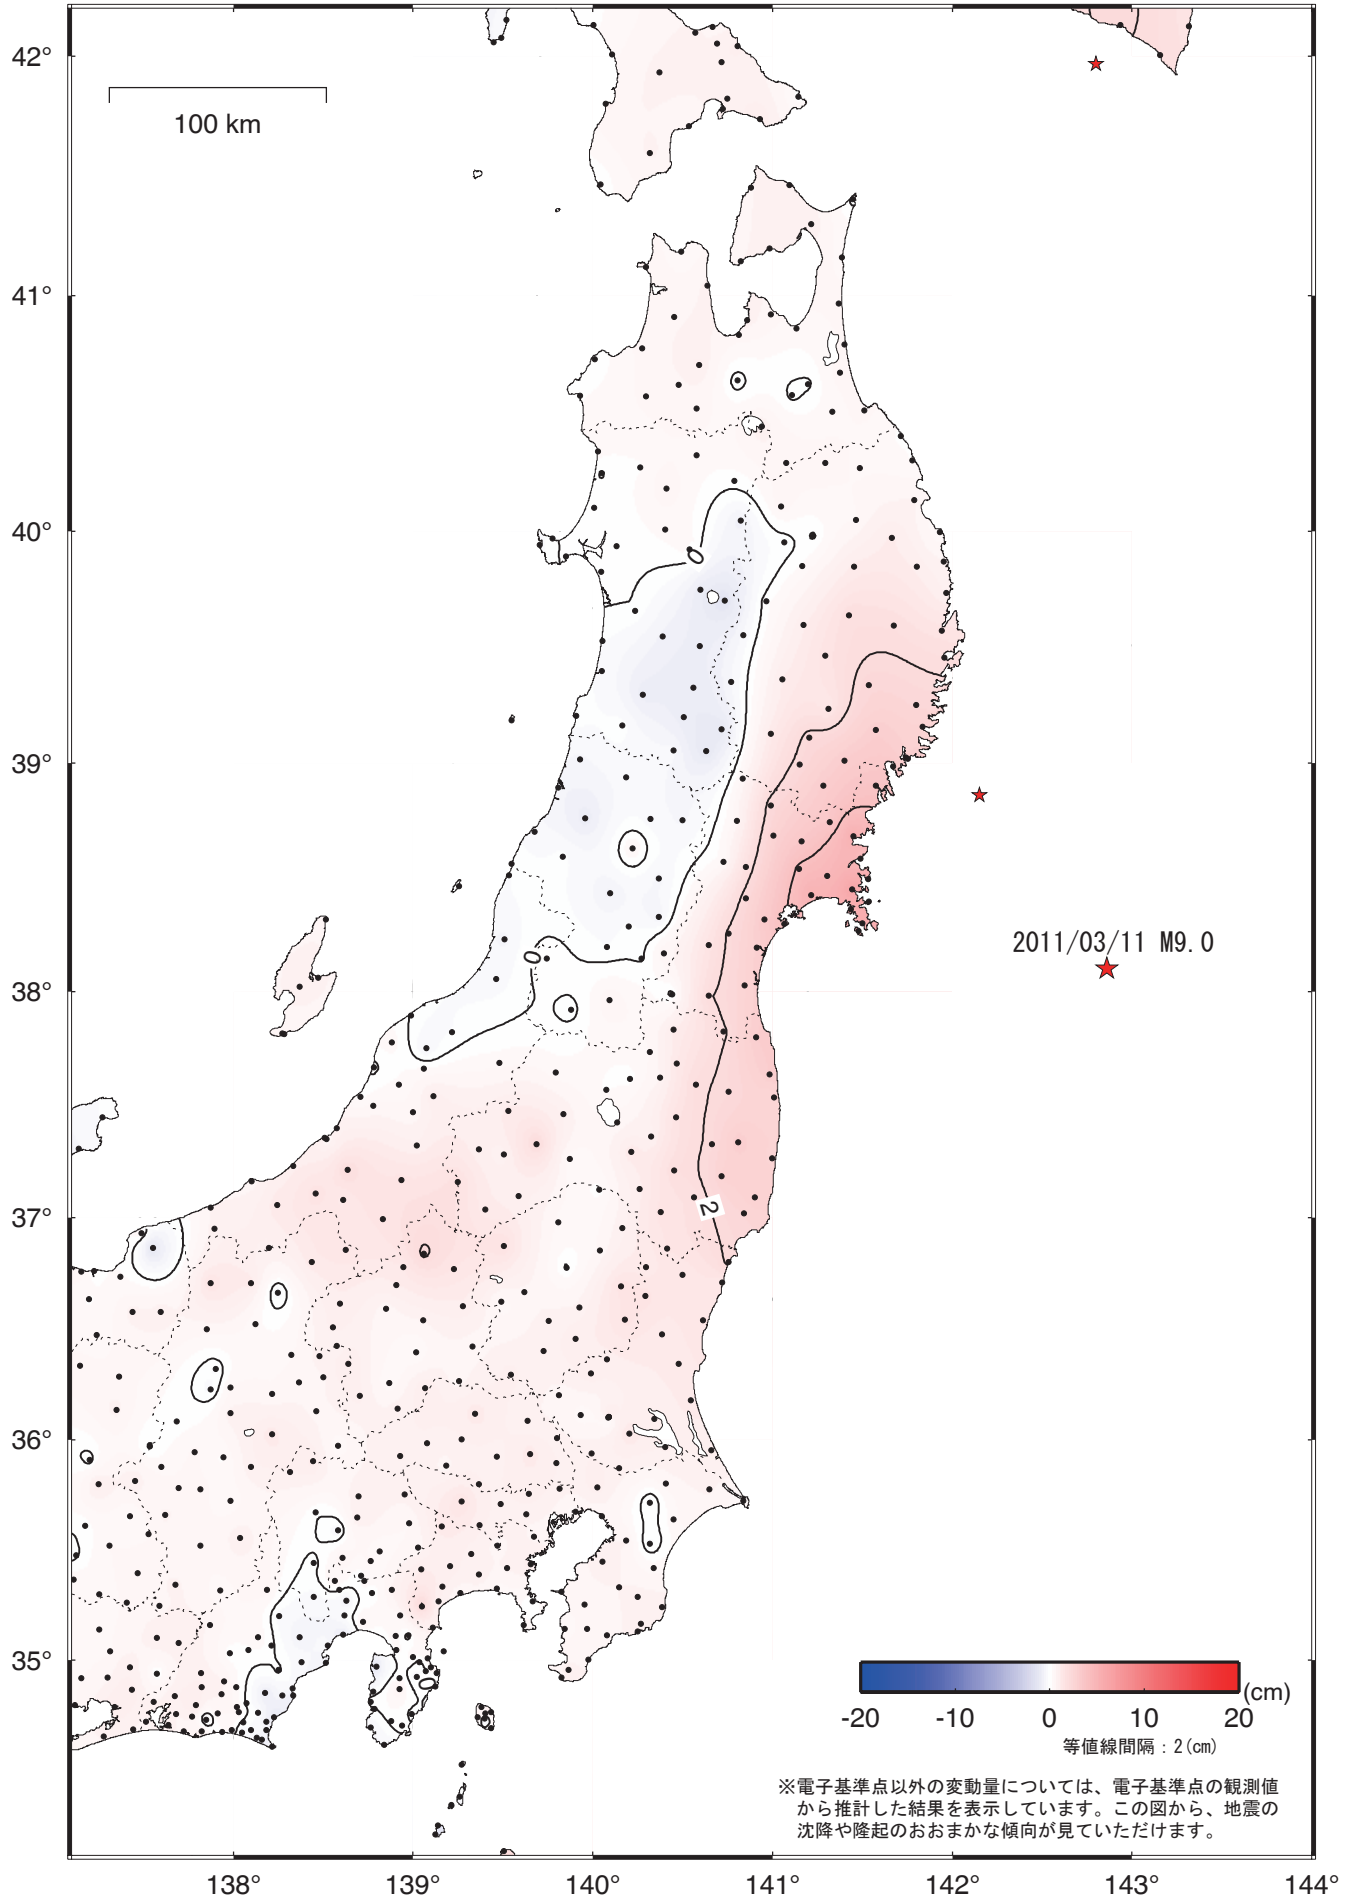 42°
100 km
41°
0
40°
39°
2011/03/11 M9.0
0
38°
2
37°
36°
35°
-20 -10 0 10 20 (cm)
等値線間隔：2(cm)
※電子基準点以外の変動量については、電子基準点の観測値
から推計した結果を表示しています。この図から、地震の
沈降や隆起のおおまかな傾向が見ていただけます。
138° 139° 140° 141° 142° 143° 144°